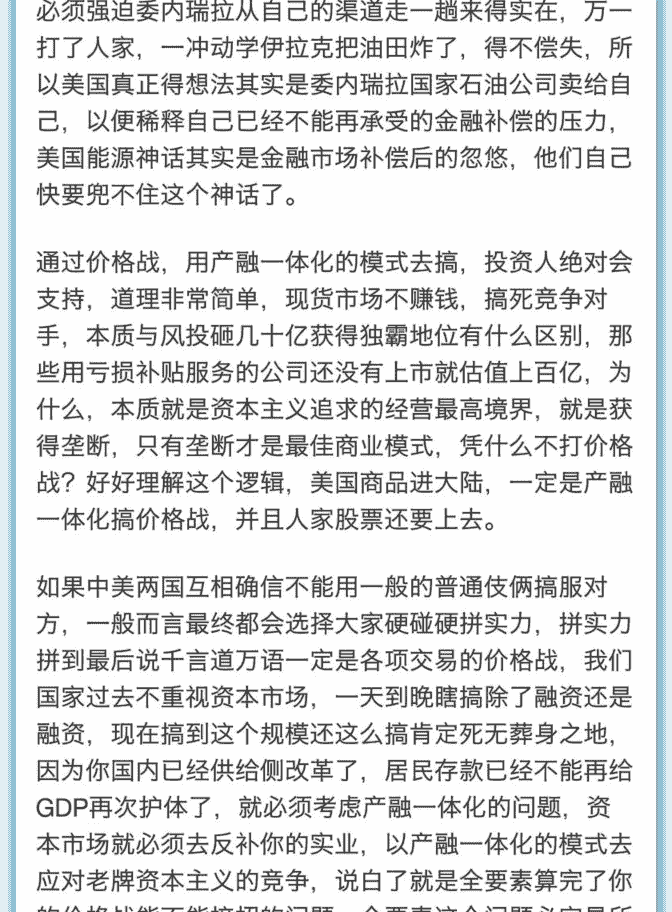 必须强迫委内瑞拉从自己的渠道走一趟来得实在，万一
打了人家，一冲动学伊拉克把油田炸了，得不偿失，所
以美国真正得想法其实是委内瑞拉国家石油公司卖给自
己，以便稀释自己已经不能再承受的金融补偿的压力，
美国能源神话其实是金融市场补偿后的忽悠，他们自己
快要兜不住这个神话了。
通过价格战，用产融一体化的模式去搞，投资人绝对会
支持，道理非常简单，现货市场不赚钱，搞死竞争对
手，本质与风投砸几十亿获得独霸地位有什么区别，那
些用亏损补贴服务的公司还没有上市就估值上百亿，为
什么，本质就是资本主义追求的经营最高境界，就是获
得垄断，只有垄断才是最佳商业模式，凭什么不打价格
战？好好理解这个逻辑，美国商品进大陆，一定是产融
一体化搞价格战，并且人家股票还要上去。
如果中美两国互相确信不能用一般的普通伎俩搞服对
方，一般而言最终都会选择大家硬碰硬拼实力，拼实力
拼到最后说千言道万语一定是各项交易的价格战，我们
国家过去不重视资本市场，一天到晚瞎搞除了融资还是
融资，现在搞到这个规模还这么搞肯定死无葬身之地，
因为你国内已经供给侧改革了，居民存款已经不能再给
GDP再次护体了，就必须考虑产融一体化的问题，资
本市场就必须去反补你的实业，以产融一体化的模式去
应对老牌资本主义的竞争，说白了就是全要素算完了你